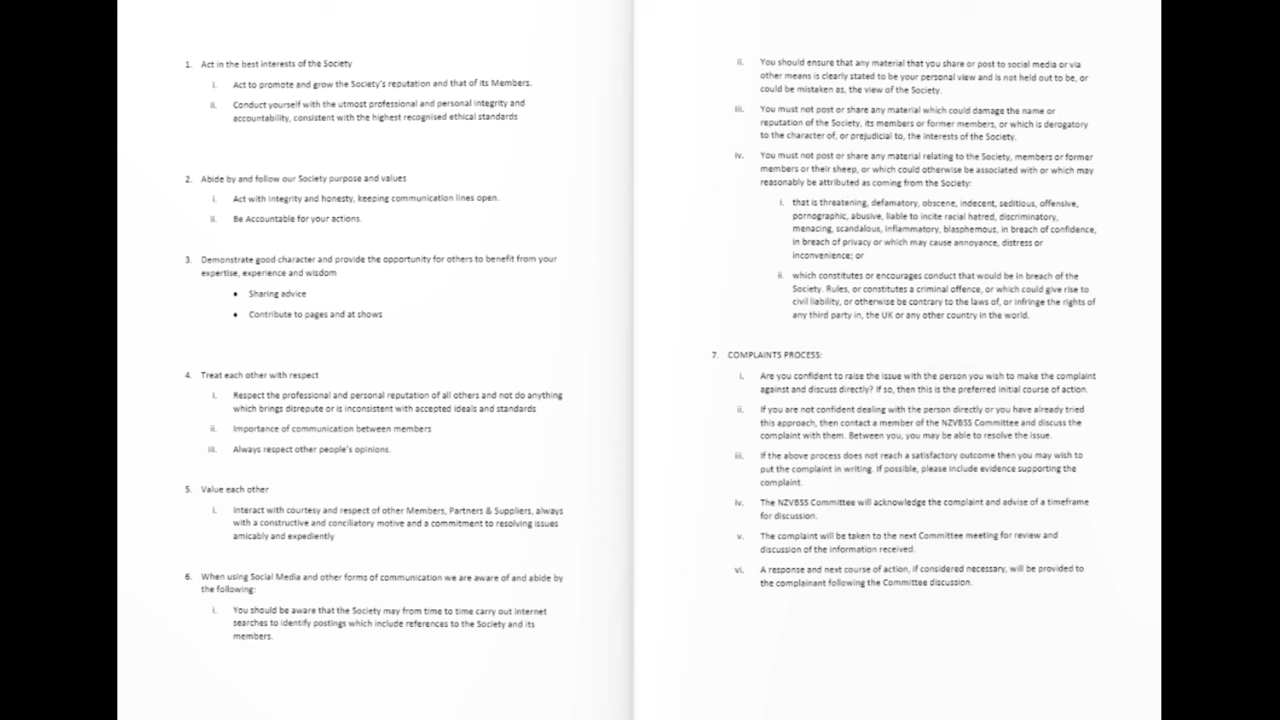 1. Act in the best interests of the Society
i. Act to promote and grow the Society's reputation and that of its Members.
ii. Conduct yourself with the utmost professional and personal integrity and
accountability, consistent with the highest recognised ethical standards
2. Abide by and follow our Society purpose and values
i. Act with integrity and honesty, keeping communication lines open.
ii. Be Accountable for your actions.
3. Demonstrate good character and provide the opportunity for others to benefit from your
expertise, experience and wisdom
• Sharing advice
• Contribute to pages and at shows
4. Treat each other with respect
i. Respect the professional and personal reputation of all others and not do anything
which brings disrepute or is inconsistent with accepted ideals and standards
ii. Importance of communication between members
iii. Always respect other people's opinions.
5. Value each other
i. Interact with courtesy and respect of other Members, Partners & Suppliers, always
with a constructive and conciliatory motive and a commitment to resolving issues
amicably and expediently
6. When using Social Media and other forms of communication we are aware of and abide by
the following:
i. You should be aware that the Society may from time to time carry out internet
searches to identify postings which include references to the Society and its
members.
ii. You should ensure that any material that you share or post to social media or via
other means is clearly stated to be your personal view and is not held out to be, or
could be mistaken as, the view of the Society.
iii. You must not post or share any material which could damage the name or
reputation of the Society, its members or former members, or which is derogatory
to the character of, or prejudicial to, the interests of the Society.
iv. You must not post or share any material relating to the Society, members or former
members or their sheep, or which could otherwise be associated with or which may
reasonably be attributed as coming from the Society:
i. that is threatening, defamatory, obscene, indecent, seditious, offensive,
pornographic, abusive, liable to incite racial hatred, discriminatory,
menacing, scandalous, inflammatory, blasphemous, in breach of confidence,
in breach of privacy or which may cause annoyance, distress or
inconvenience; or
ii. which constitutes or encourages conduct that would be in breach of the
Society. Rules, or constitutes a criminal offence, or which could give rise to
civil liability, or otherwise be contrary to the laws of, or infringe the rights of
any third party in, the UK or any other country in the world.
7. COMPLAINTS PROCESS:
i. Are you confident to raise the issue with the person you wish to make the complaint
against and discuss directly? If so, then this is the preferred initial course of action.
ii. If you are not confident dealing with the person directly or you have already tried
this approach, then contact a member of the NZVBSS Committee and discuss the
complaint with them. Between you, you may be able to resolve the issue.
iii. If the above process does not reach a satisfactory outcome then you may wish to
put the complaint in writing. If possible, please include evidence supporting the
complaint.
iv. The NZVBSS Committee will acknowledge the complaint and advise of a timeframe
for discussion.
v. The complaint will be taken to the next Committee meeting for review and
discussion of the information received.
vi. A response and next course of action, if considered necessary, will be provided to
the complainant following the Committee discussion.